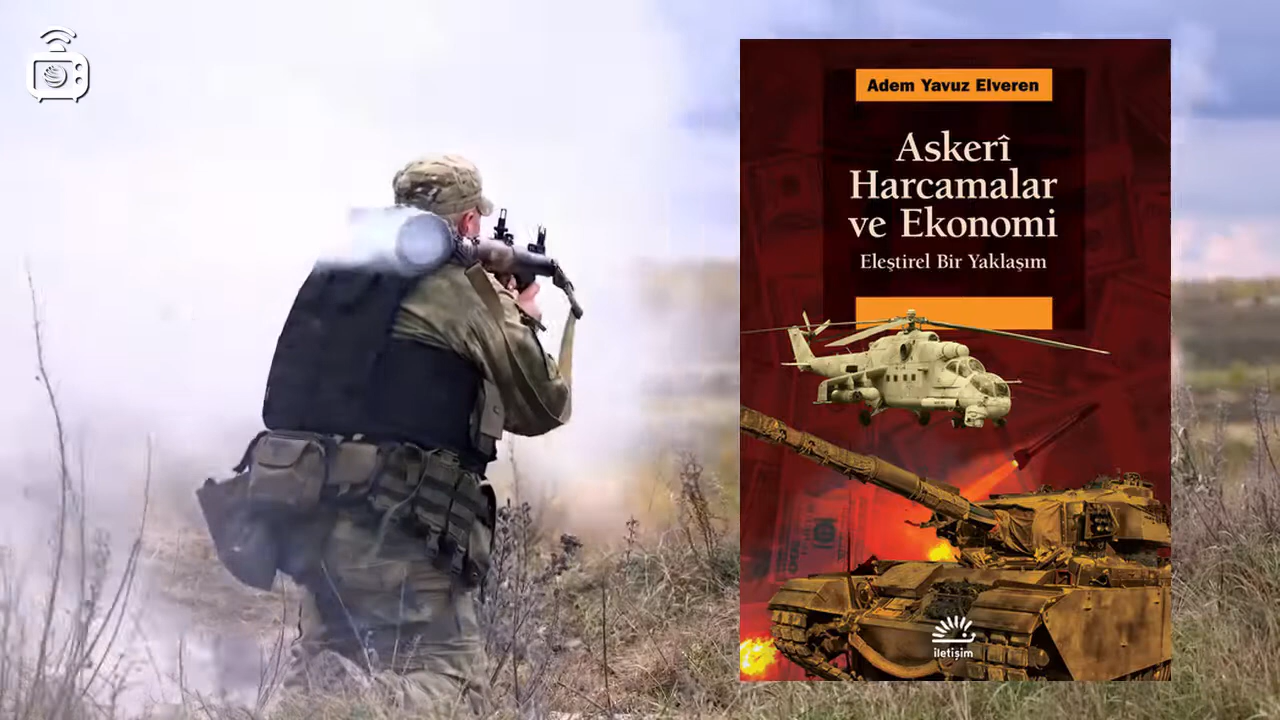 Adem Yavuz Elveren
Askerî
Harcamalar
ve Ekonomi
Eleştirel Bir Yaklaşım
iletişim